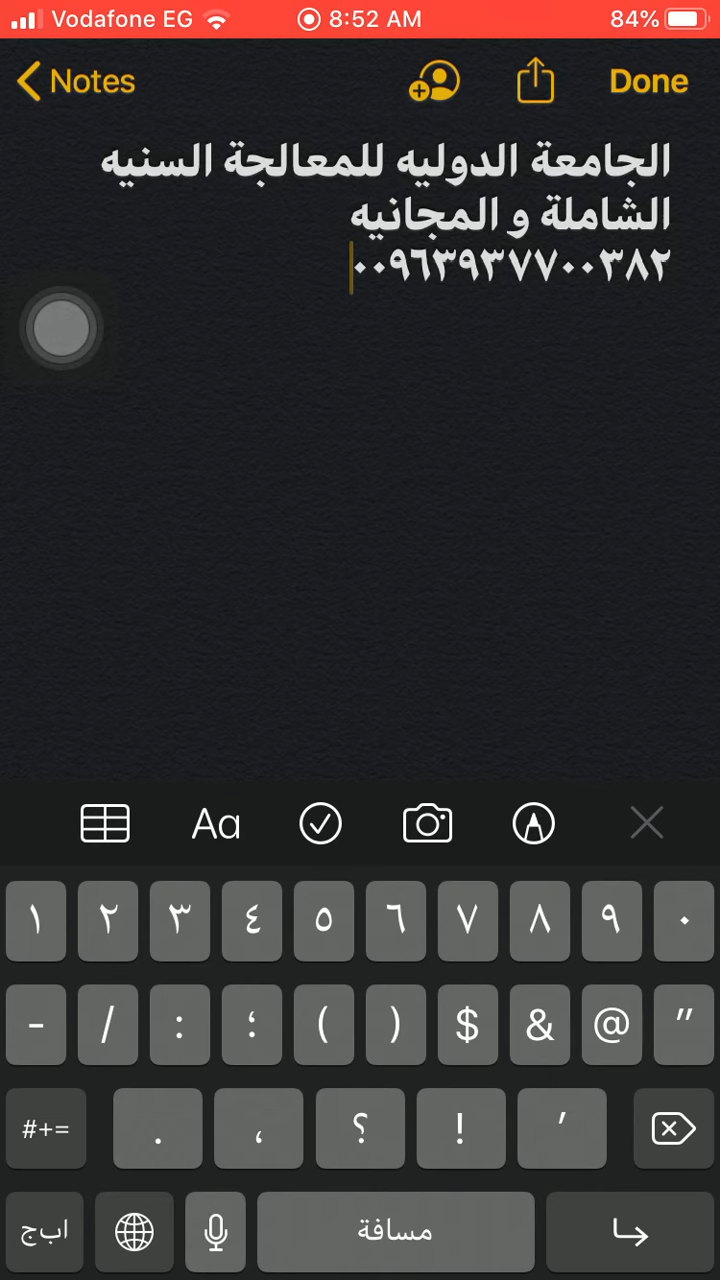 Vodafone EG 8:52 AM 84%
Notes Done
الجامعة الدوليه للمعالجة السنيه
الشاملة و المجانيه
٠٠٩٦٣٩٣٧٧٠٠٣٨٢
Aa
١ ٢ ٣ ٤ ٥ ٦ ٧ ٨ ٩ ٠
- / : ؛ ( ) $ & @ "
#+= . ، ؟ ! ′
اب‌ج مسافة